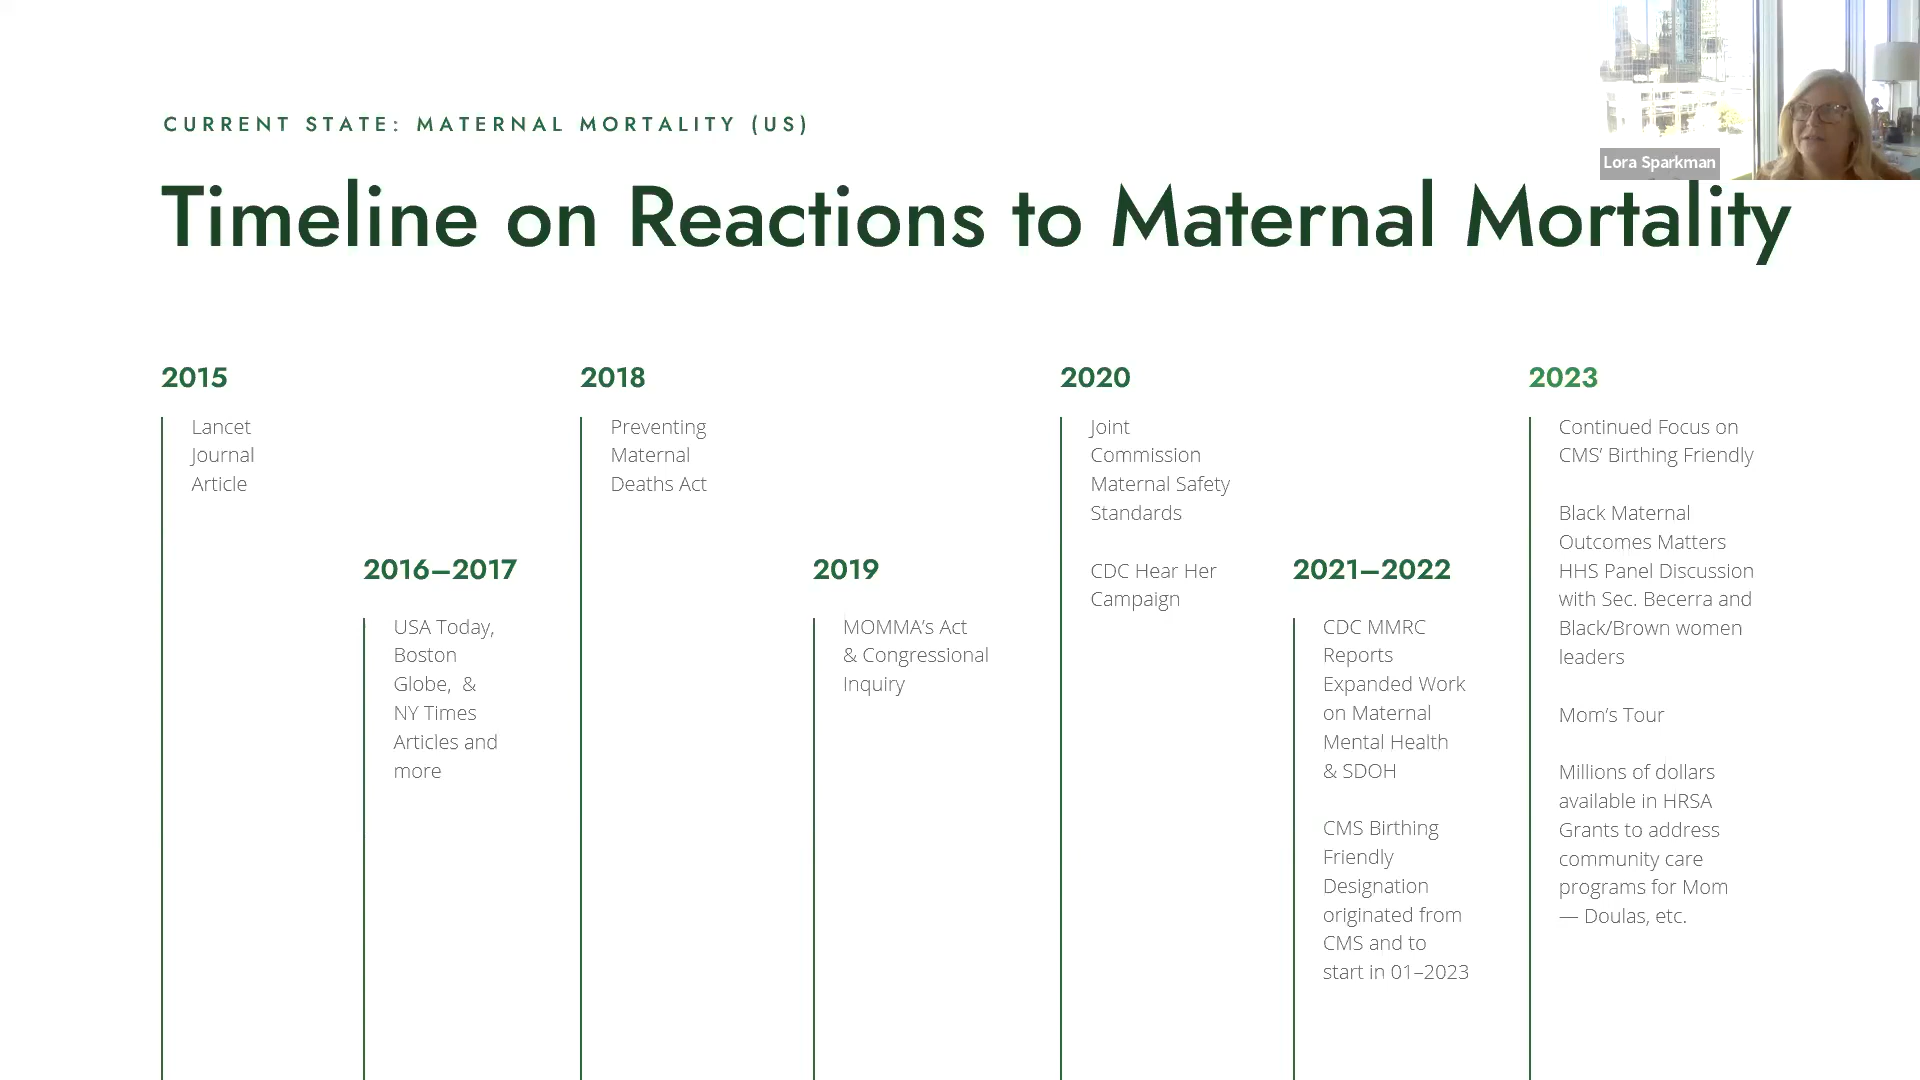 CURRENT STATE: MATERNAL MORTALITY (US)
Lora Sparkman
Timeline on Reactions to Maternal Mortality
2015
Lancet
Journal
Article
2016–2017
USA Today,
Boston
Globe, &
NY Times
Articles and
more
2018
Preventing
Maternal
Deaths Act
2019
MOMMA’s Act
& Congressional
Inquiry
2020
Joint
Commission
Maternal Safety
Standards
CDC Hear Her
Campaign
2021–2022
CDC MMRC
Reports
Expanded Work
on Maternal
Mental Health
& SDOH
CMS Birthing
Friendly
Designation
originated from
CMS and to
start in 01–2023
2023
Continued Focus on
CMS’ Birthing Friendly
Black Maternal
Outcomes Matters
HHS Panel Discussion
with Sec. Becerra and
Black/Brown women
leaders
Mom’s Tour
Millions of dollars
available in HRSA
Grants to address
community care
programs for Mom
— Doulas, etc.